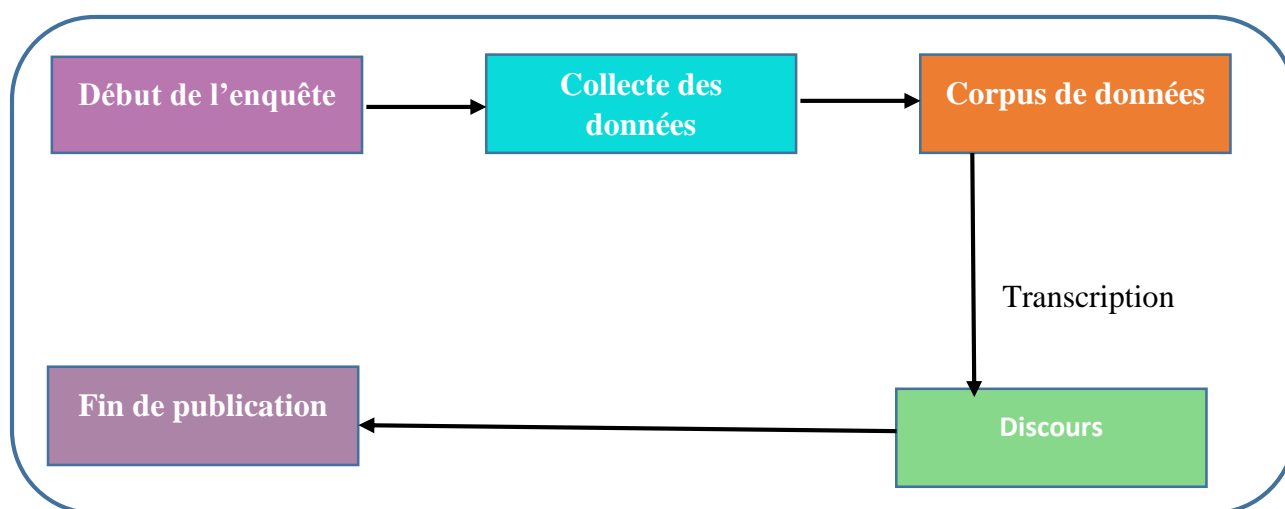 Début de l’enquête
Collecte des
données
Corpus de données
Transcription
Fin de publication
Discours